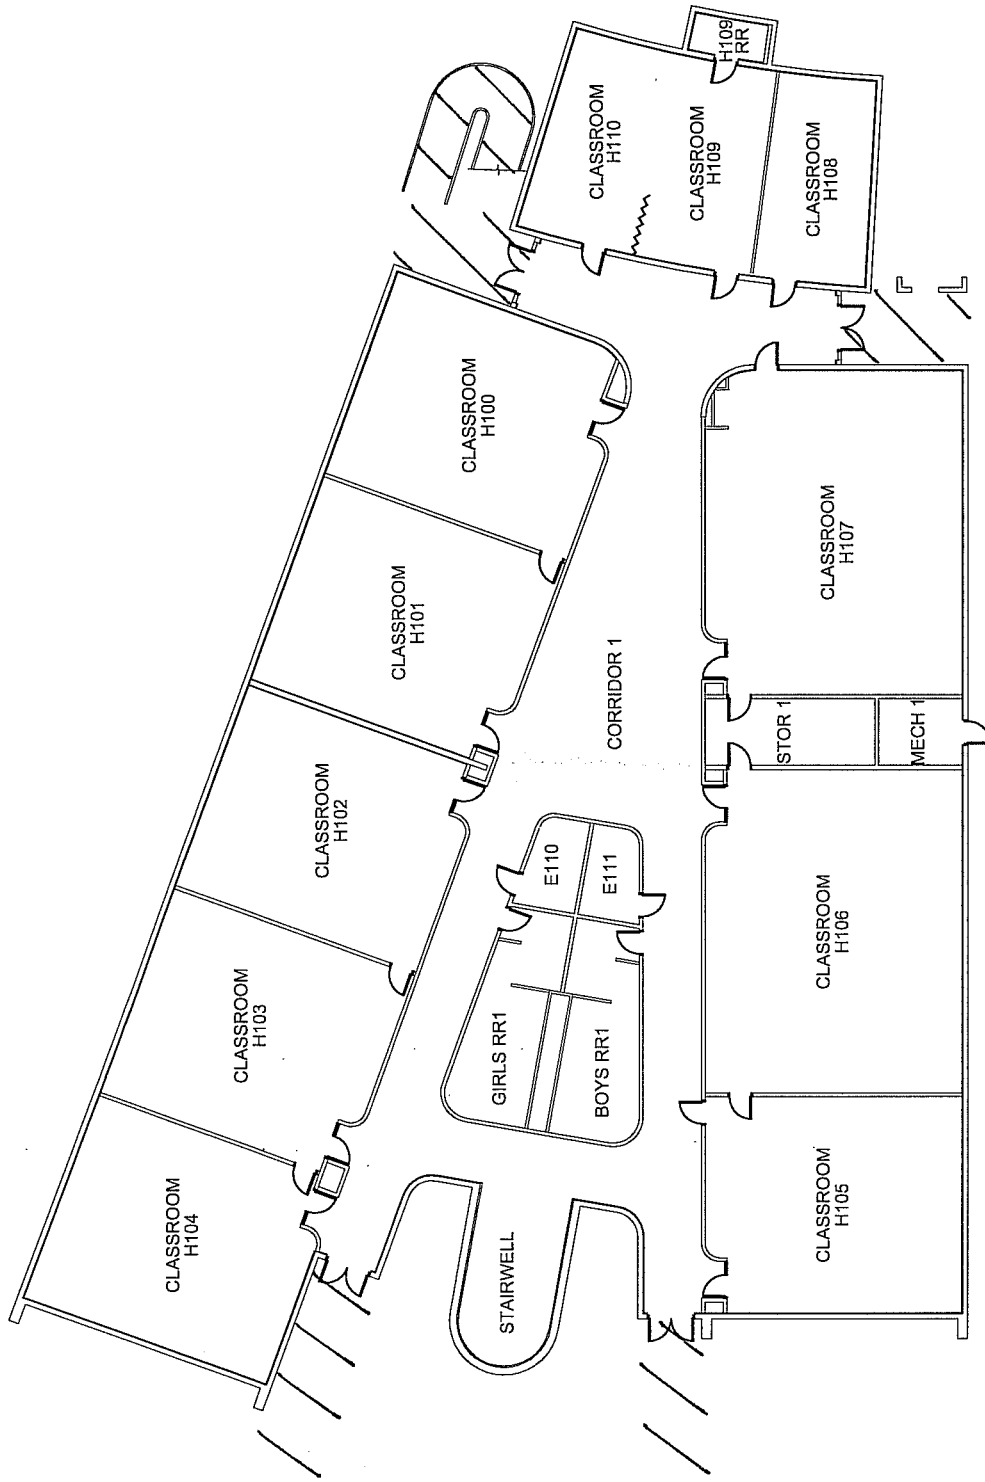 H109
RR
CLASSROOM
H110
CLASSROOM
H109
CLASSROOM
H108
CLASSROOM
H100
CLASSROOM
H101
CLASSROOM
H107
CORRIDOR 1
STOR 1
MECH 1
CLASSROOM
H102
E110
E111
CLASSROOM
H106
CLASSROOM
H103
GIRLS RR1
BOYS RR1
CLASSROOM
H104
CLASSROOM
H105
STAIRWELL